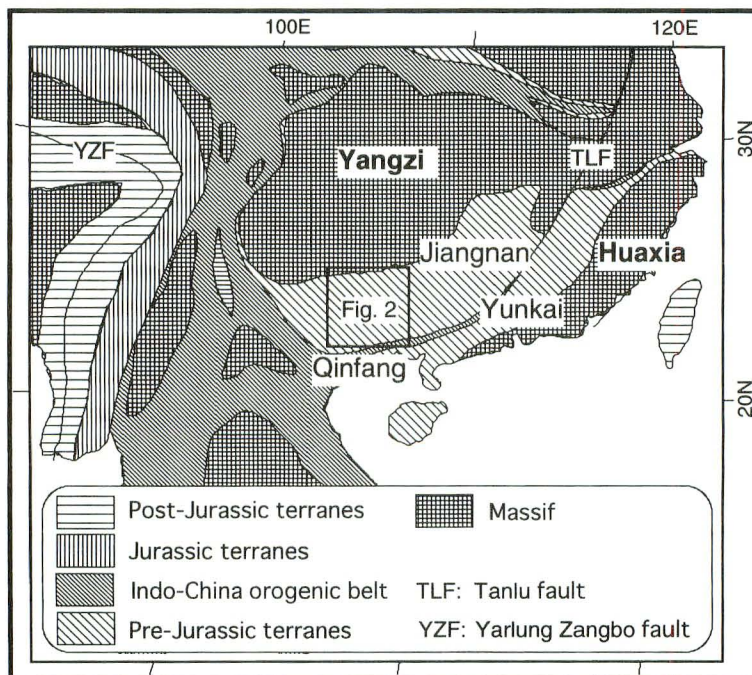 100E
120E
30N
YZF
Yangzi
TLF
Jiangnan
Huaxia
Fig. 2
Yunkai
Qinfang
20N
Post-Jurassic terranes
Massif
Jurassic terranes
Indo-China orogenic belt
TLF: Tanlu fault
Pre-Jurassic terranes
YZF: Yarlung Zangbo fault